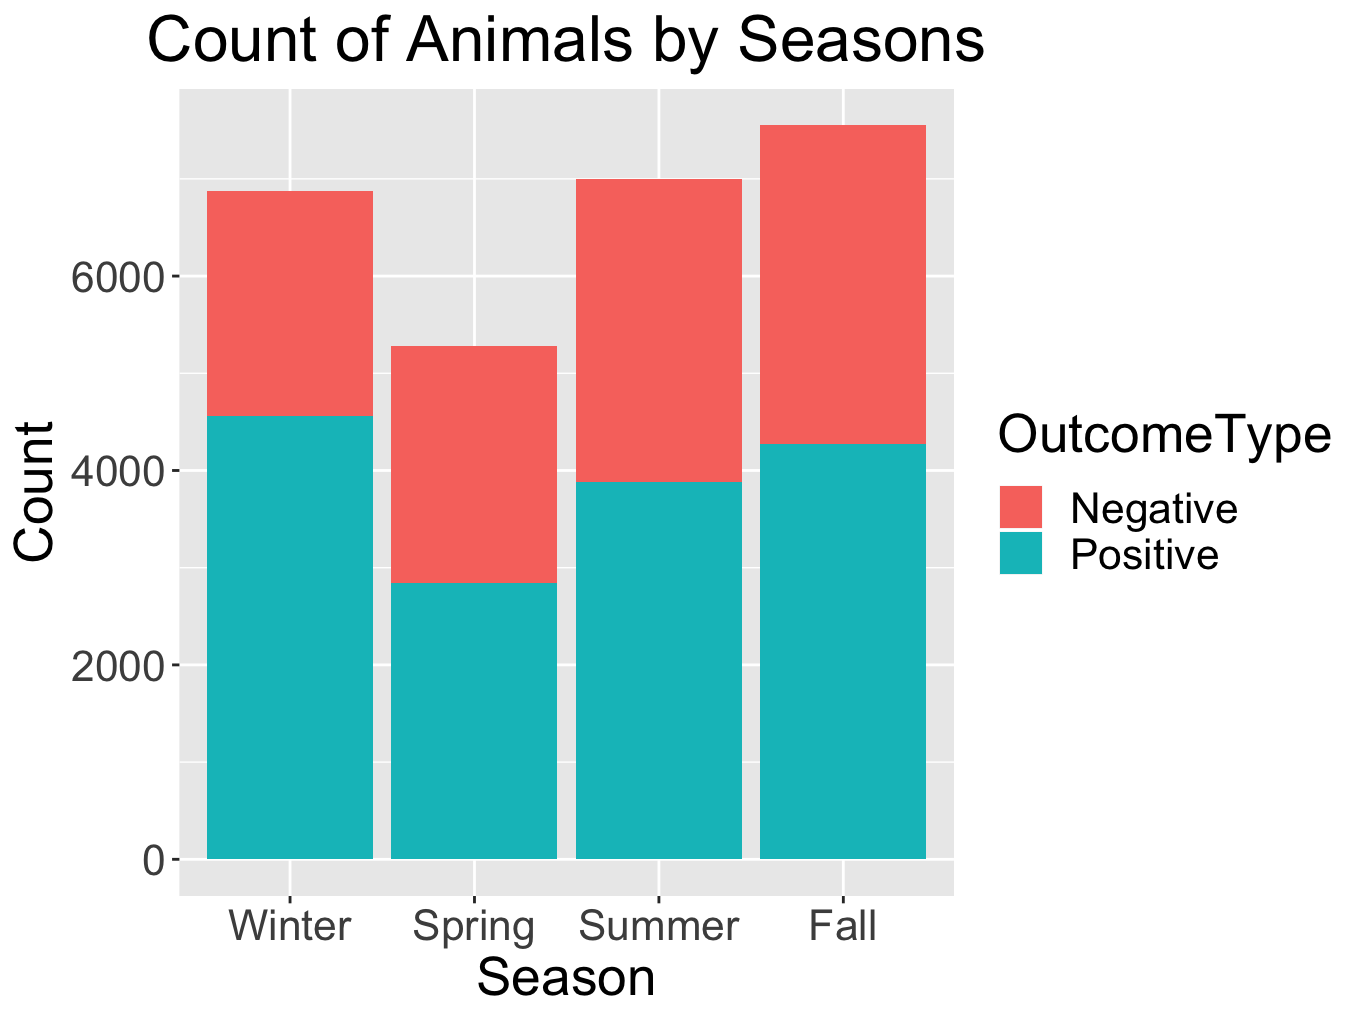 Count of Animals by Seasons
Count
6000
4000
2000
0
Winter Spring Summer Fall
Season
OutcomeType
Negative
Positive